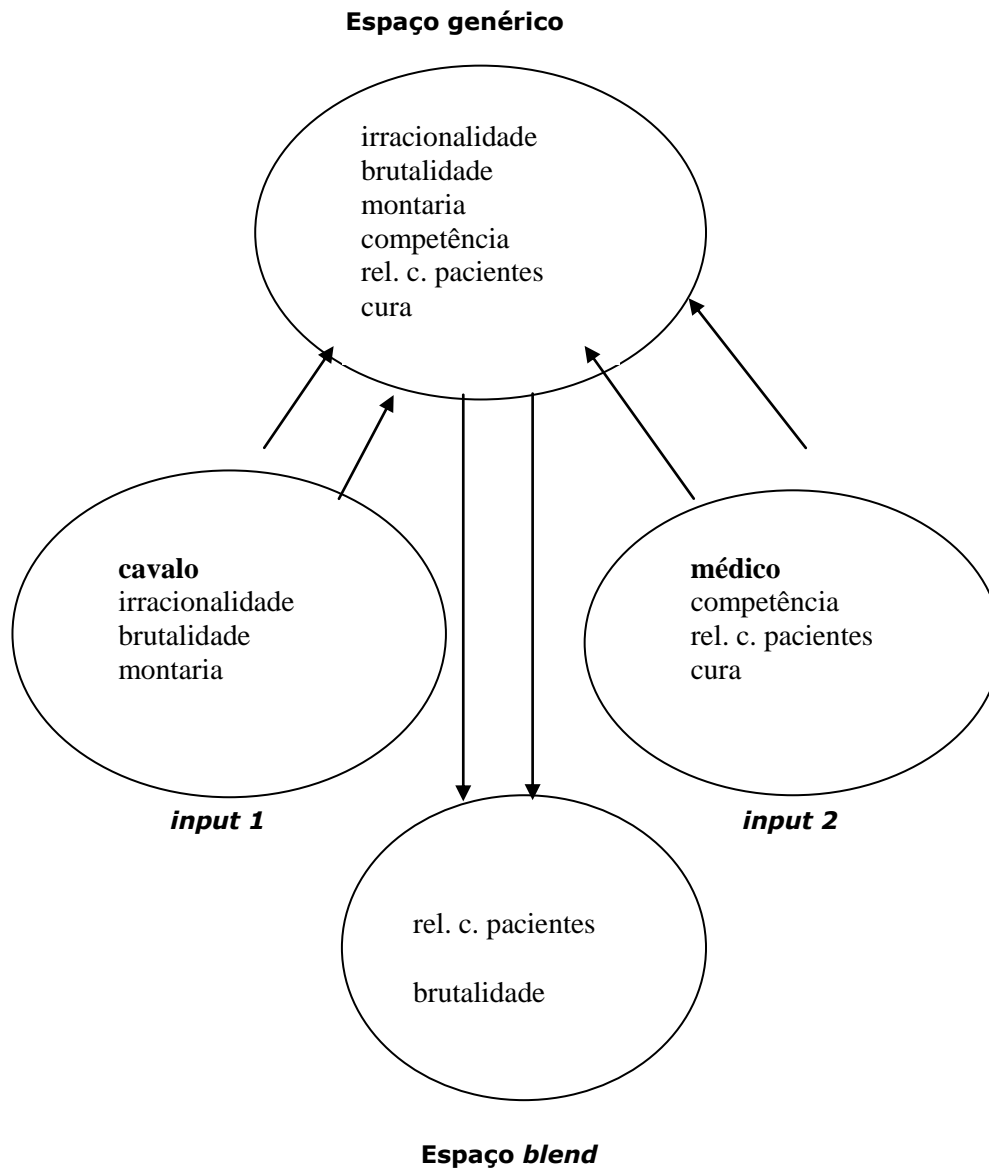 Espaço genérico
irracionalidade
brutalidade
montaria
competência
rel. c. pacientes
cura
cavalo
irracionalidade
brutalidade
montaria
input 1
médico
competência
rel. c. pacientes
cura
input 2
rel. c. pacientes
brutalidade
Espaço blend